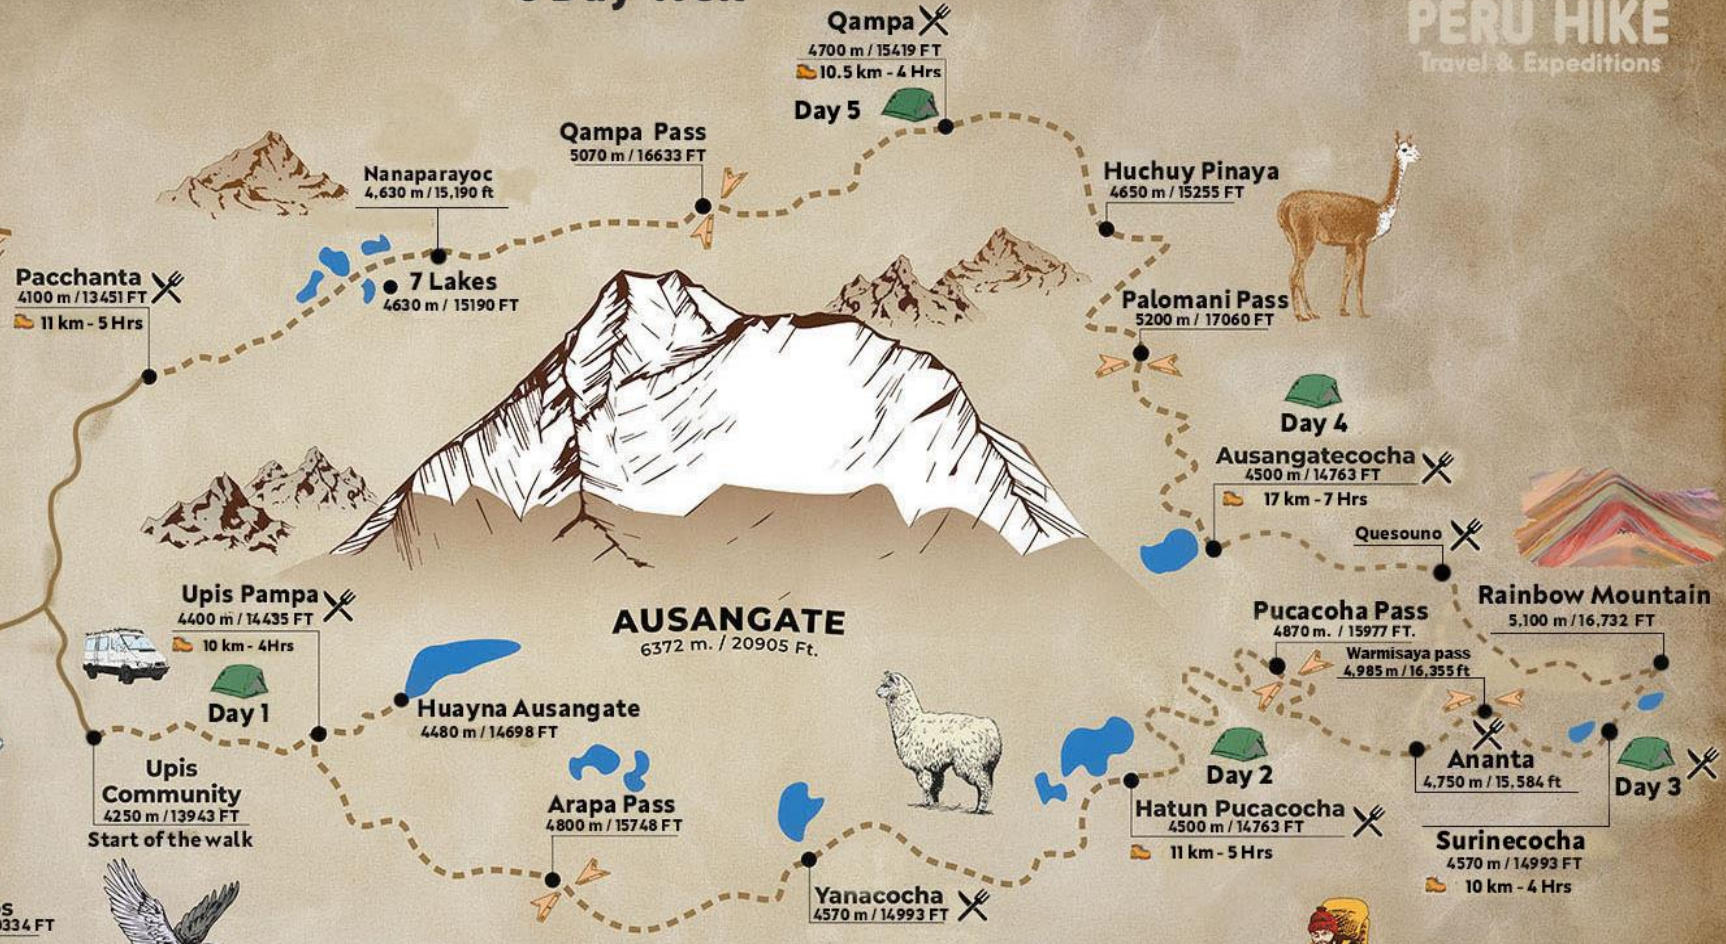 PERU HIKE
Travel & Expeditions
Qampa
4700 m / 15419 FT
10.5 km - 4 Hrs
Day 5
Qampa Pass
5070 m / 16633 FT
Nanaparayoc
4,630 m / 15,190 ft
7 Lakes
4630 m / 15190 FT
Pacchanta
4100 m / 13451 FT
11 km - 5 Hrs
Huchuy Pinaya
4650 m / 15255 FT
Palomani Pass
5200 m / 17060 FT
Day 4
Ausangatecocha
4500 m / 14763 FT
17 km - 7 Hrs
Quesouno
Rainbow Mountain
5,100 m / 16,732 FT
Pucacoha Pass
4870 m. / 15977 FT.
Warmisaya pass
4,985 m / 16,355 ft
AUSANGATE
6372 m. / 20905 Ft.
Upis Pampa
4400 m / 14435 FT
10 km - 4Hrs
Day 1
Huayna Ausangate
4480 m / 14698 FT
Upis
Community
4250 m / 13943 FT
Start of the walk
Arapa Pass
4800 m / 15748 FT
Yanacocha
4570 m / 14993 FT
Day 2
Hatun Pucacocha
4500 m / 14763 FT
11 km - 5 Hrs
Ananta
4,750 m / 15,584 ft
Day 3
Surinecocha
4570 m / 14993 FT
10 km - 4 Hrs